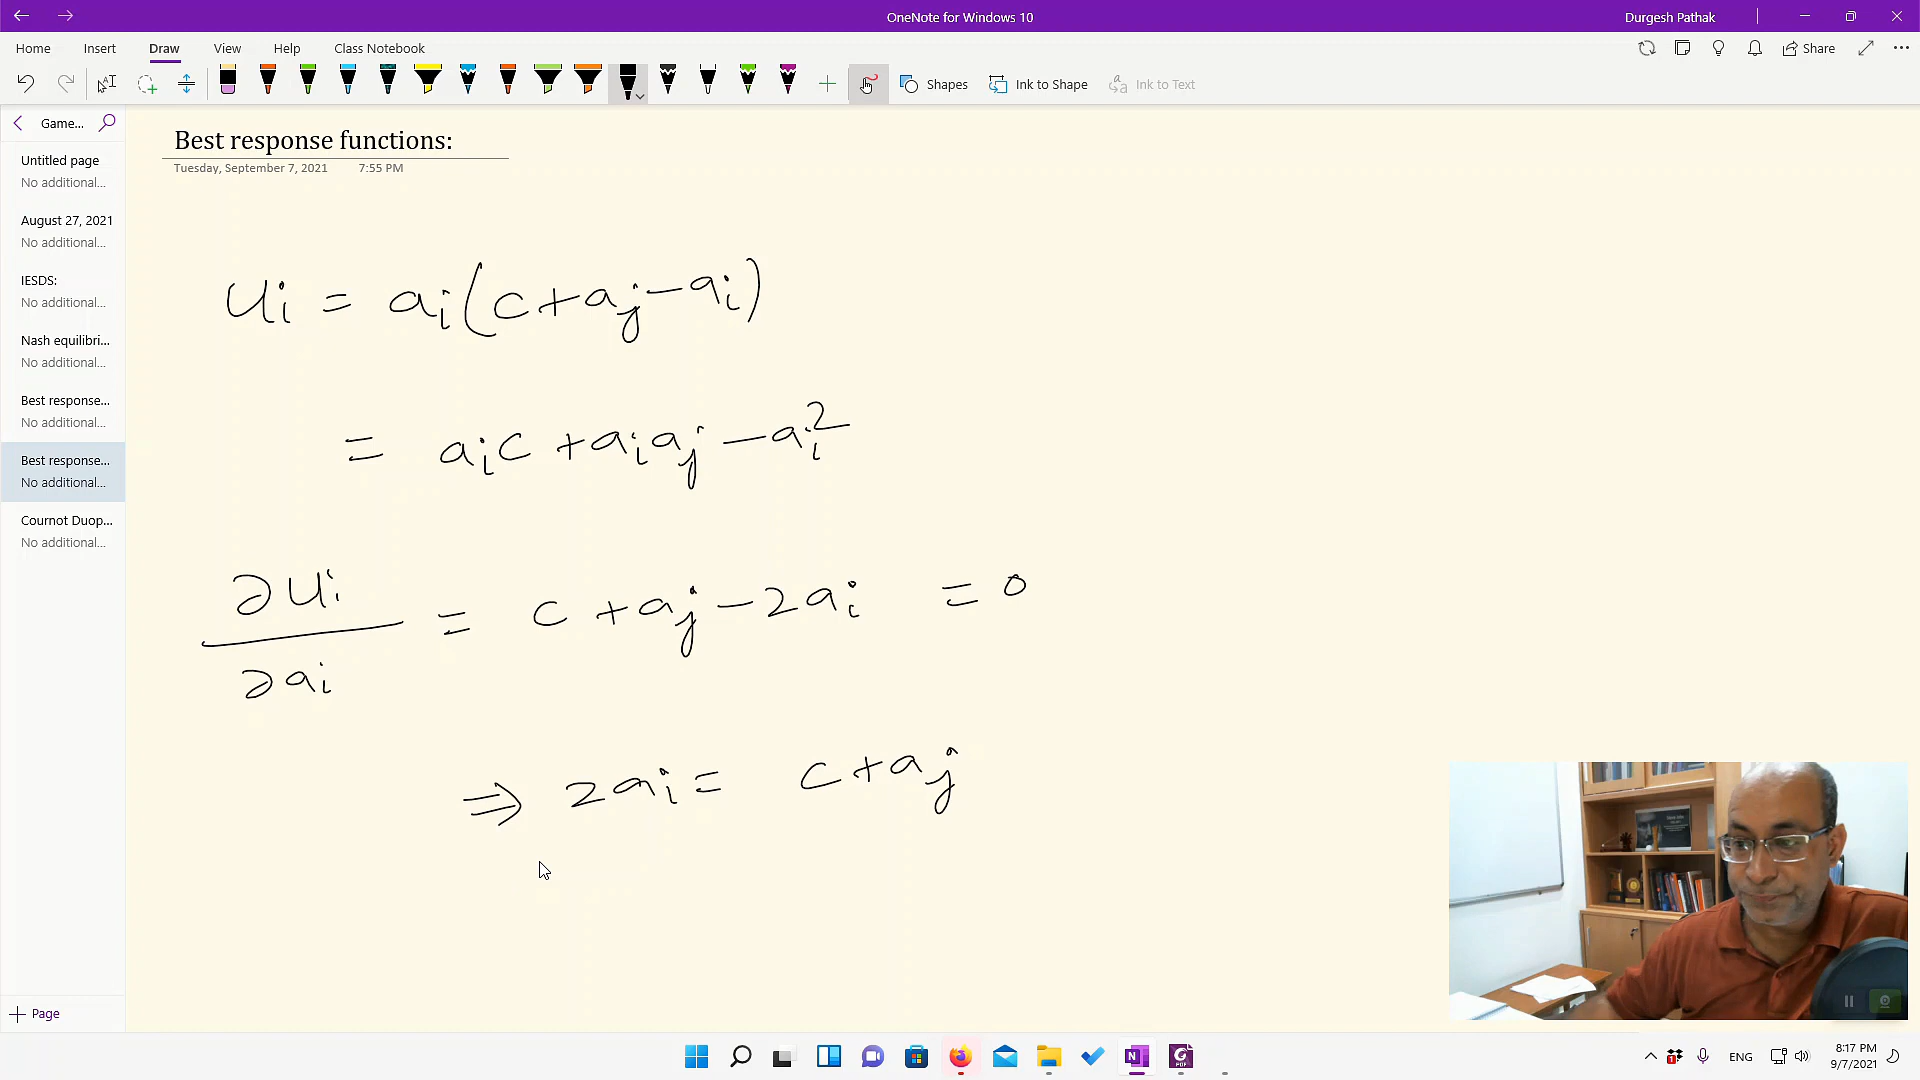 OneNote for Windows 10
Durgesh Pathak
Home Insert Draw View Help Class Notebook
Share
Shapes Ink to Shape Ink to Text
Game...
Untitled page
No additional...
August 27, 2021
No additional...
IESDS:
No additional...
Nash equilibri...
No additional...
Best response...
No additional...
Best response...
No additional...
Cournot Duop...
No additional...
Page
Best response functions:
Tuesday, September 7, 2021 7:55 PM
Ui = ai(c+aj−ai)
= aic +aiaj −ai²
∂Ui/∂ai = c +aj −2ai = 0
⇒ 2ai = c+aj
ENG
8:17 PM
9/7/2021